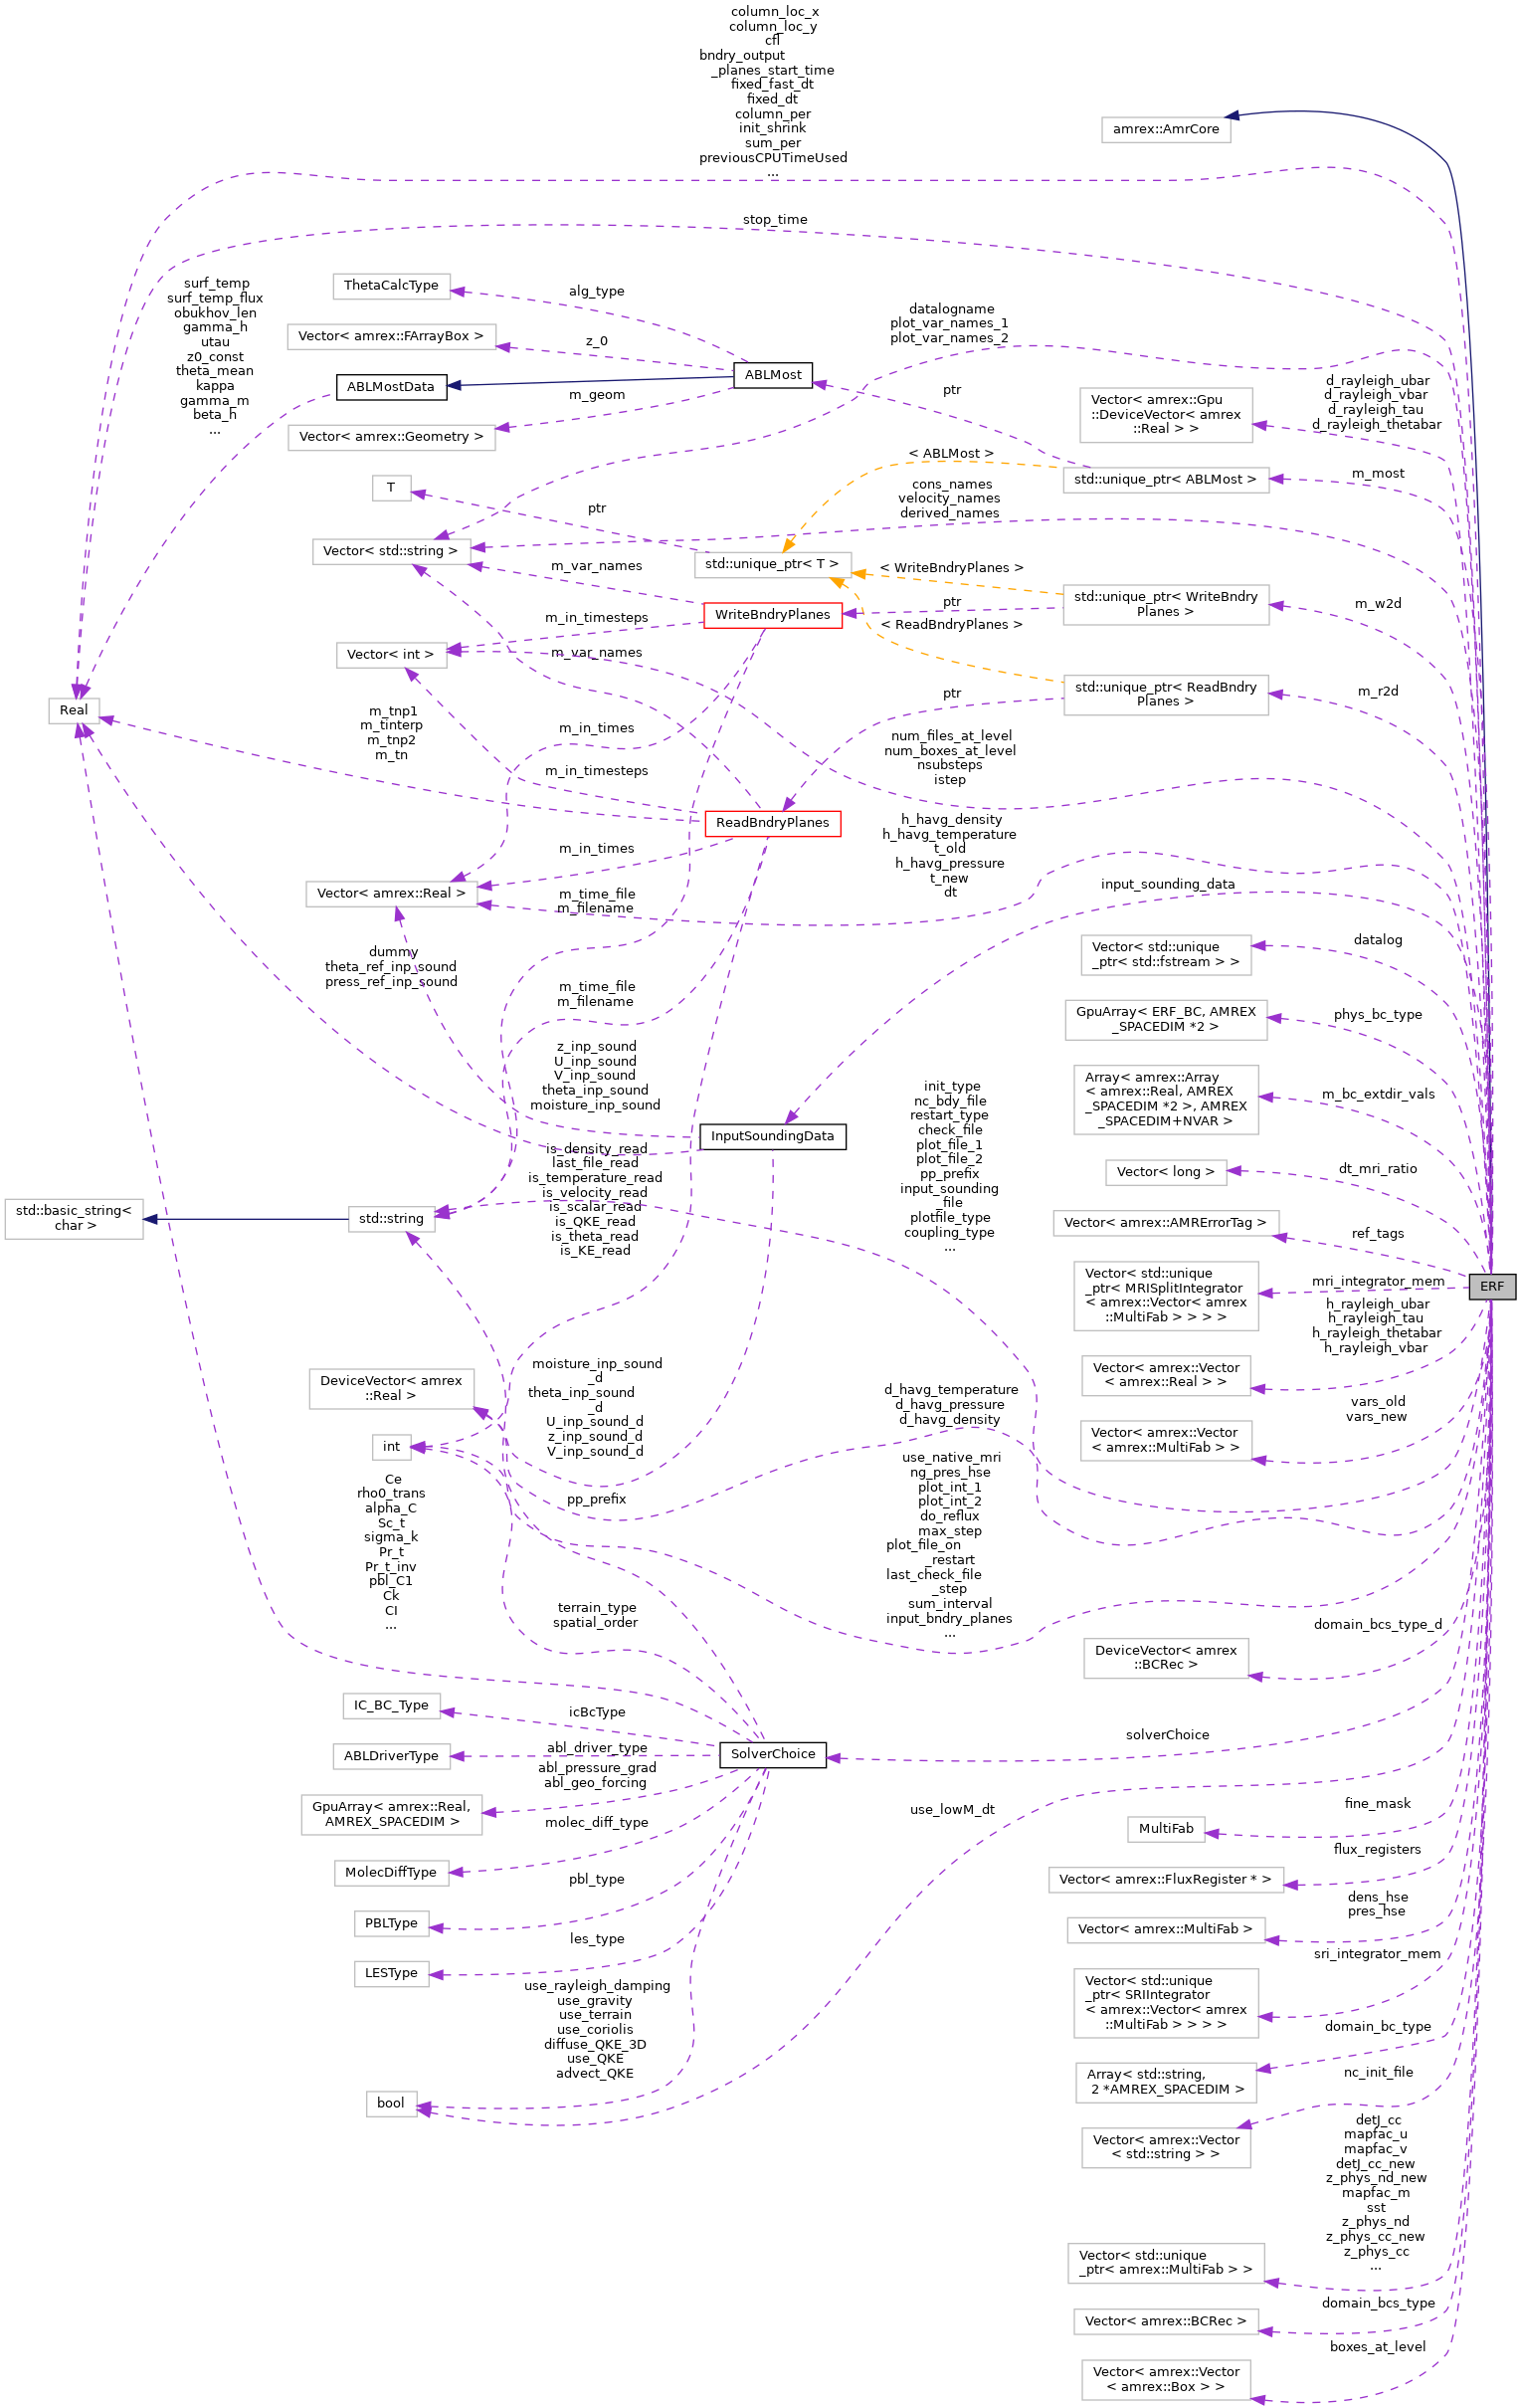 column_loc_x
column_loc_y
cfl
bndry_output
_planes_start_time
fixed_fast_dt
fixed_dt
column_per
init_shrink
sum_per
previousCPUTimeUsed
...
amrex::AmrCore
stop_time
surf_temp
surf_temp_flux
obukhov_len
gamma_h
utau
z0_const
theta_mean
kappa
gamma_m
beta_h
...
ThetaCalcType
alg_type
Vector< amrex::FArrayBox >
z_0
ABLMostData
ABLMost
m_geom
Vector< amrex::Geometry >
datalogname
plot_var_names_1
plot_var_names_2
ptr
Vector< amrex::Gpu
::DeviceVector< amrex
::Real > >
d_rayleigh_ubar
d_rayleigh_vbar
d_rayleigh_tau
d_rayleigh_thetabar
< ABLMost >
std::unique_ptr< ABLMost >
m_most
T
ptr
cons_names
velocity_names
derived_names
Vector< std::string >
m_var_names
std::unique_ptr< T >
< WriteBndryPlanes >
std::unique_ptr< WriteBndry
Planes >
m_w2d
WriteBndryPlanes
ptr
< ReadBndryPlanes >
m_in_timesteps
Vector< int >
m_var_names
std::unique_ptr< ReadBndry
Planes >
m_r2d
ptr
Real
m_tnp1
m_tinterp
m_tnp2
m_tn
m_in_times
m_in_timesteps
num_files_at_level
num_boxes_at_level
nsubsteps
istep
ReadBndryPlanes
h_havg_density
h_havg_temperature
t_old
h_havg_pressure
t_new
dt
m_in_times
Vector< amrex::Real >
m_time_file
m_filename
input_sounding_data
dummy
theta_ref_inp_sound
press_ref_inp_sound
Vector< std::unique
_ptr< std::fstream > >
datalog
m_time_file
m_filename
GpuArray< ERF_BC, AMREX
_SPACEDIM *2 >
phys_bc_type
z_inp_sound
U_inp_sound
V_inp_sound
theta_inp_sound
moisture_inp_sound
Array< amrex::Array
< amrex::Real, AMREX
_SPACEDIM *2 >, AMREX
_SPACEDIM+NVAR >
m_bc_extdir_vals
InputSoundingData
init_type
nc_bdy_file
restart_type
check_file
plot_file_1
plot_file_2
pp_prefix
input_sounding
_file
plotfile_type
coupling_type
...
is_density_read
last_file_read
is_temperature_read
is_velocity_read
is_scalar_read
is_QKE_read
is_theta_read
is_KE_read
Vector< long >
dt_mri_ratio
std::basic_string<
char >
std::string
Vector< amrex::AMRErrorTag >
ref_tags
Vector< std::unique
_ptr< MRISplitIntegrator
< amrex::Vector< amrex
::MultiFab > > > >
mri_integrator_mem
ERF
h_rayleigh_ubar
h_rayleigh_tau
h_rayleigh_thetabar
h_rayleigh_vbar
Vector< amrex::Vector
< amrex::Real > >
DeviceVector< amrex
::Real >
moisture_inp_sound
_d
theta_inp_sound
_d
U_inp_sound_d
z_inp_sound_d
V_inp_sound_d
d_havg_temperature
d_havg_pressure
d_havg_density
vars_old
vars_new
Vector< amrex::Vector
< amrex::MultiFab > >
int
pp_prefix
Ce
rho0_trans
alpha_C
Sc_t
sigma_k
Pr_t
Pr_t_inv
pbl_C1
Ck
CI
...
use_native_mri
ng_pres_hse
plot_int_1
plot_int_2
do_reflux
max_step
plot_file_on
_restart
last_check_file
_step
sum_interval
input_bndry_planes
...
terrain_type
spatial_order
DeviceVector< amrex
::BCRec >
domain_bcs_type_d
IC_BC_Type
icBcType
ABLDriverType
abl_driver_type
SolverChoice
solverChoice
abl_pressure_grad
abl_geo_forcing
GpuArray< amrex::Real,
AMREX_SPACEDIM >
molec_diff_type
MolecDiffType
use_lowM_dt
MultiFab
fine_mask
Vector< amrex::FluxRegister * >
flux_registers
pbl_type
PBLType
les_type
LESType
Vector< amrex::MultiFab >
dens_hse
pres_hse
Vector< std::unique
_ptr< SRIIntegrator
< amrex::Vector< amrex
::MultiFab > > > >
sri_integrator_mem
use_rayleigh_damping
use_gravity
use_terrain
use_coriolis
diffuse_QKE_3D
use_QKE
advect_QKE
bool
Array< std::string,
2 *AMREX_SPACEDIM >
domain_bc_type
Vector< amrex::Vector
< std::string > >
nc_init_file
detJ_cc
mapfac_u
mapfac_v
detJ_cc_new
z_phys_nd_new
mapfac_m
sst
z_phys_nd
z_phys_cc_new
z_phys_cc
...
Vector< std::unique
_ptr< amrex::MultiFab > >
Vector< amrex::BCRec >
domain_bcs_type
Vector< amrex::Vector
< amrex::Box > >
boxes_at_level